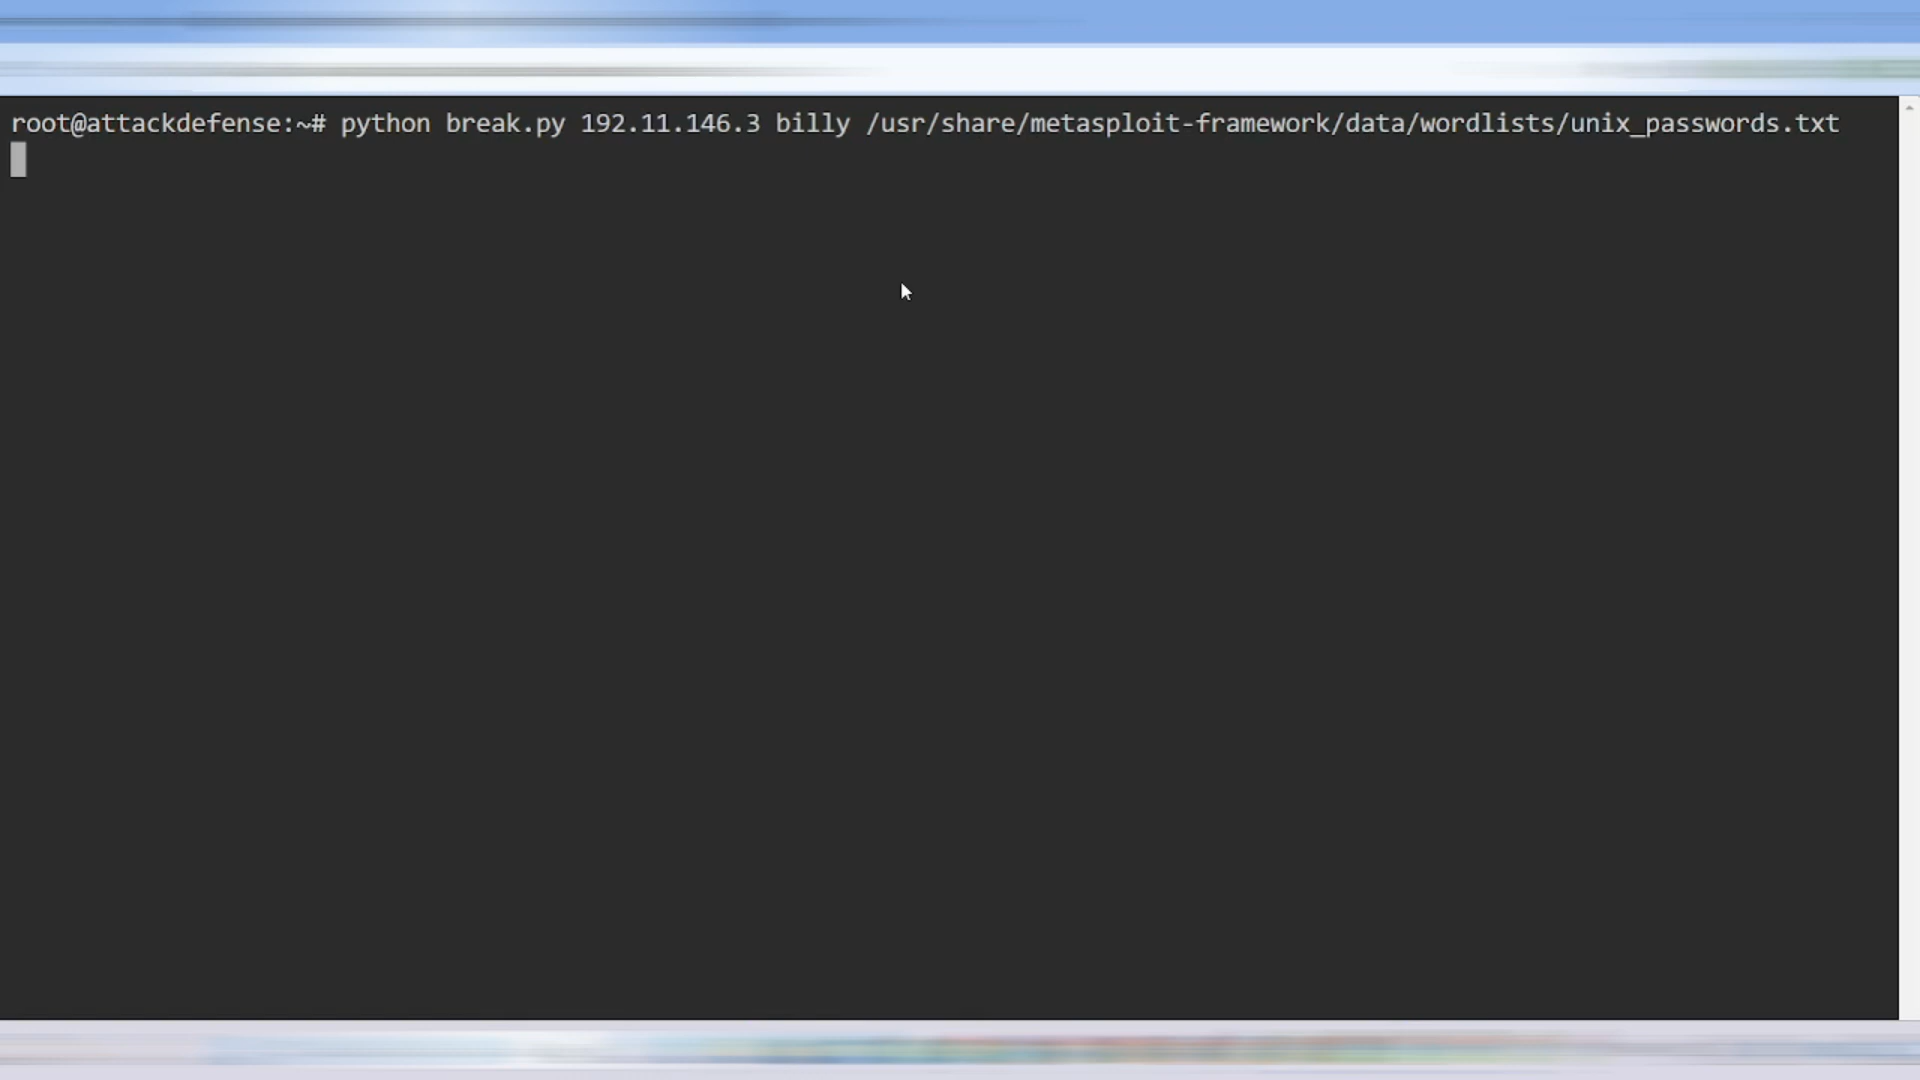 root@attackdefense:~# python break.py 192.11.146.3 billy /usr/share/metasploit-framework/data/wordlists/unix_passwords.txt